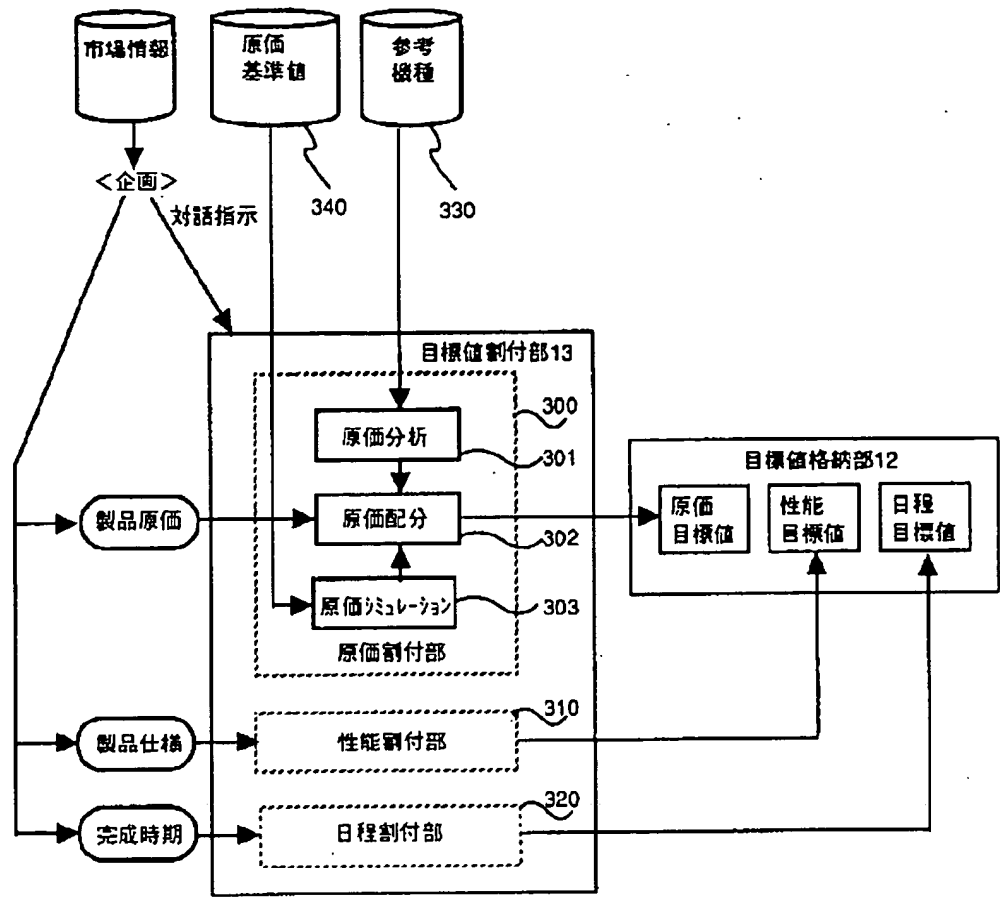 市場情報
原価
基準値
参考
機種
<企画>
対話指示
340
330
目標値割付部13
300
原価分析
301
製品原価
原価配分
302
原価シミュレーション
303
原価割付部
目標値格納部12
原価
目標値
性能
目標値
日程
目標値
製品仕様
310
性能割付部
完成時期
320
日程割付部